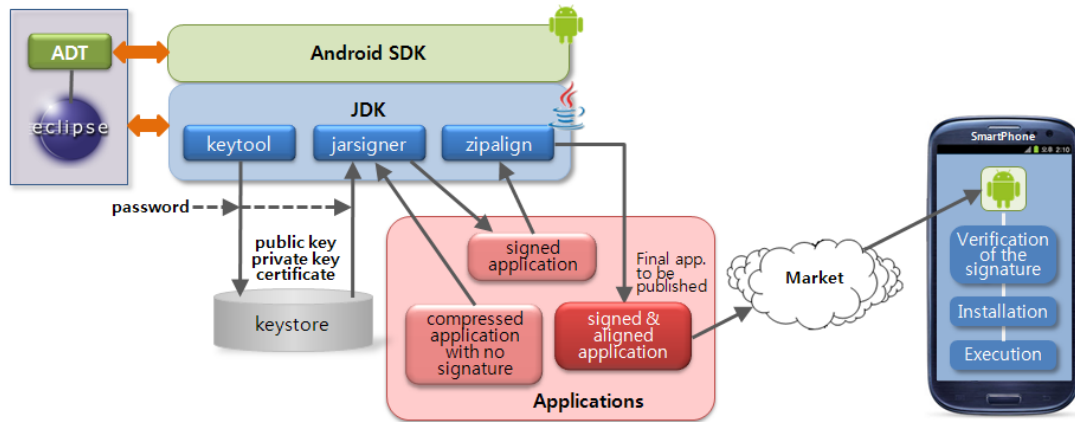 ADT
eclipse
Android SDK
JDK
keytool
jarsigner
zipalign
password
public key
private key
certificate
keystore
signed
application
compressed
application
with no
signature
Final app.
to be
published
signed &
aligned
application
Applications
Market
SmartPhone
오후 2:10
Verification
of the
signature
Installation
Execution